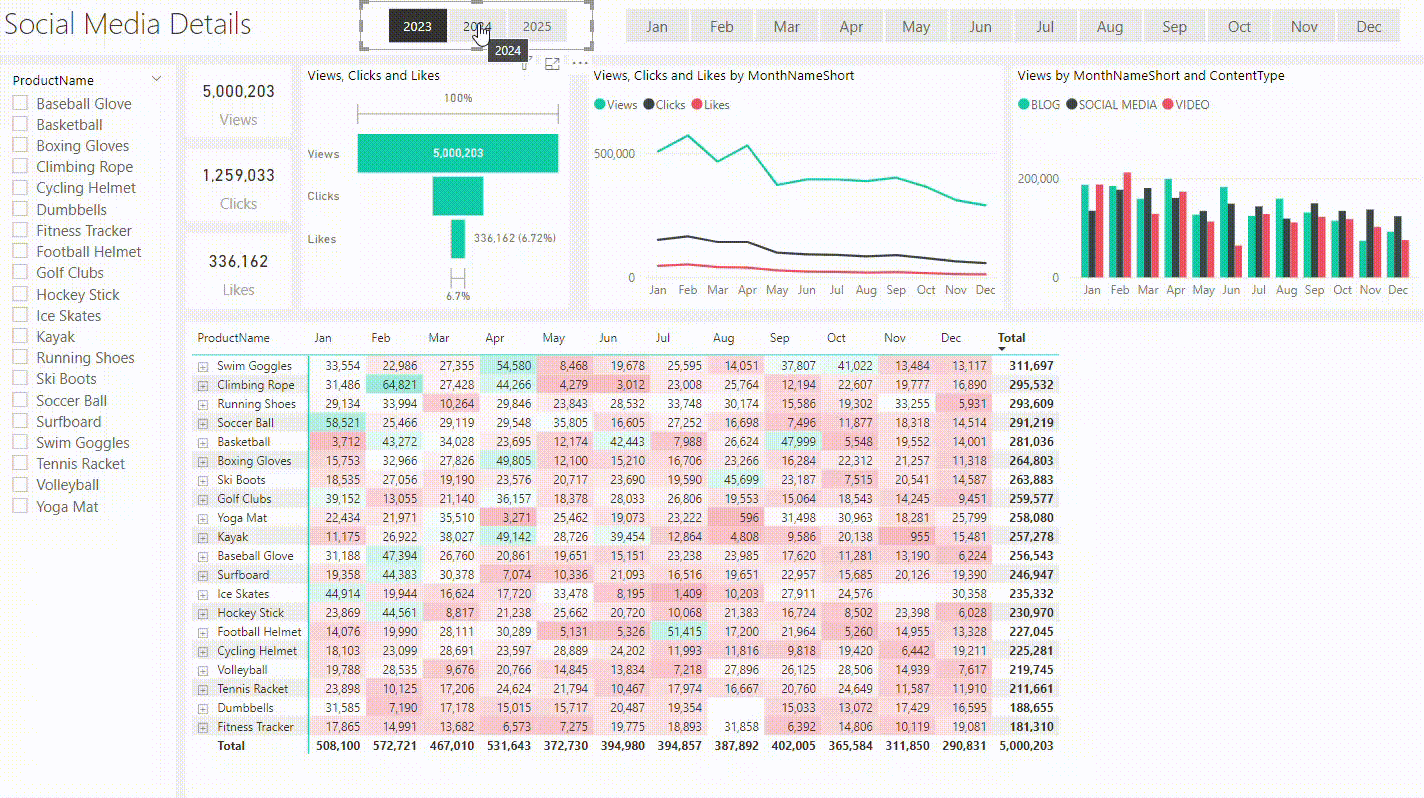 Social Media Details
2023 2024 2025
2024
Jan Feb Mar Apr May Jun Jul Aug Sep Oct Nov Dec
ProductName
Baseball Glove
Basketball
Boxing Gloves
Climbing Rope
Cycling Helmet
Dumbbells
Fitness Tracker
Football Helmet
Golf Clubs
Hockey Stick
Ice Skates
Kayak
Running Shoes
Ski Boots
Soccer Ball
Surfboard
Swim Goggles
Tennis Racket
Volleyball
Yoga Mat
5,000,203
Views
1,259,033
Clicks
336,162
Likes
Views, Clicks and Likes
100%
Views 5,000,203
Clicks
Likes 336,162 (6.72%)
6.7%
Views, Clicks and Likes by MonthNameShort
Views Clicks Likes
500,000
0
Jan Feb Mar Apr May Jun Jul Aug Sep Oct Nov Dec
Views by MonthNameShort and ContentType
BLOG SOCIAL MEDIA VIDEO
200,000
0
Jan Feb Mar Apr May Jun Jul Aug Sep Oct Nov Dec
ProductName Jan Feb Mar Apr May Jun Jul Aug Sep Oct Nov Dec Total
Swim Goggles 33,554 22,986 27,355 54,580 8,468 19,678 25,595 14,051 37,807 41,022 13,484 13,117 311,697
Climbing Rope 31,486 64,821 27,428 44,266 4,279 3,012 23,008 25,764 12,194 22,607 19,777 16,890 295,532
Running Shoes 29,134 33,994 10,264 29,846 23,843 28,532 33,748 30,174 15,586 19,302 33,255 5,931 293,609
Soccer Ball 58,521 25,466 29,119 29,548 35,805 16,605 27,252 16,698 7,496 11,877 18,318 14,514 291,219
Basketball 3,712 43,272 34,028 23,695 12,174 42,443 7,988 26,624 47,999 5,548 19,552 14,001 281,036
Boxing Gloves 15,753 32,966 27,826 49,805 12,100 15,210 16,706 23,266 16,284 22,312 21,257 11,318 264,803
Ski Boots 18,535 27,056 19,190 23,576 20,717 23,690 19,590 45,699 23,187 7,515 20,541 14,587 263,883
Golf Clubs 39,152 13,055 21,140 36,157 18,378 28,033 26,806 19,553 15,064 18,543 14,245 9,451 259,577
Yoga Mat 22,434 21,971 35,510 3,271 25,462 19,073 23,222 596 31,498 30,963 18,281 25,799 258,080
Kayak 11,175 26,922 38,027 49,142 28,726 39,454 12,864 4,808 9,586 20,138 955 15,481 257,278
Baseball Glove 31,188 47,394 26,760 20,861 19,651 15,151 23,238 23,985 17,620 11,281 13,190 6,224 256,543
Surfboard 19,358 44,383 30,378 7,074 10,336 21,093 16,516 19,651 22,957 15,685 20,126 19,390 246,947
Ice Skates 44,914 19,944 16,624 17,720 33,478 8,195 1,409 10,203 27,911 24,576 30,358 235,332
Hockey Stick 23,869 44,561 8,817 21,238 25,662 20,720 10,068 21,383 16,724 8,502 23,398 6,028 230,970
Football Helmet 14,076 19,990 28,111 30,289 5,131 5,326 51,415 17,200 21,964 5,260 14,955 13,328 227,045
Cycling Helmet 18,103 23,099 28,691 23,597 28,889 24,202 11,993 11,816 9,818 19,420 6,442 19,211 225,281
Volleyball 19,788 28,535 9,676 20,766 14,845 13,834 7,218 27,896 26,125 28,506 14,939 7,617 219,745
Tennis Racket 23,898 10,125 17,206 24,624 21,794 10,467 17,974 16,667 20,760 24,649 11,587 11,910 211,661
Dumbbells 31,585 7,190 17,178 15,015 15,717 20,487 19,354 15,033 13,072 17,429 16,595 188,655
Fitness Tracker 17,865 14,991 13,682 6,573 7,275 19,775 18,893 31,858 6,392 14,806 10,119 19,081 181,310
Total 508,100 572,721 467,010 531,643 372,730 394,980 394,857 387,892 402,005 365,584 311,850 290,831 5,000,203